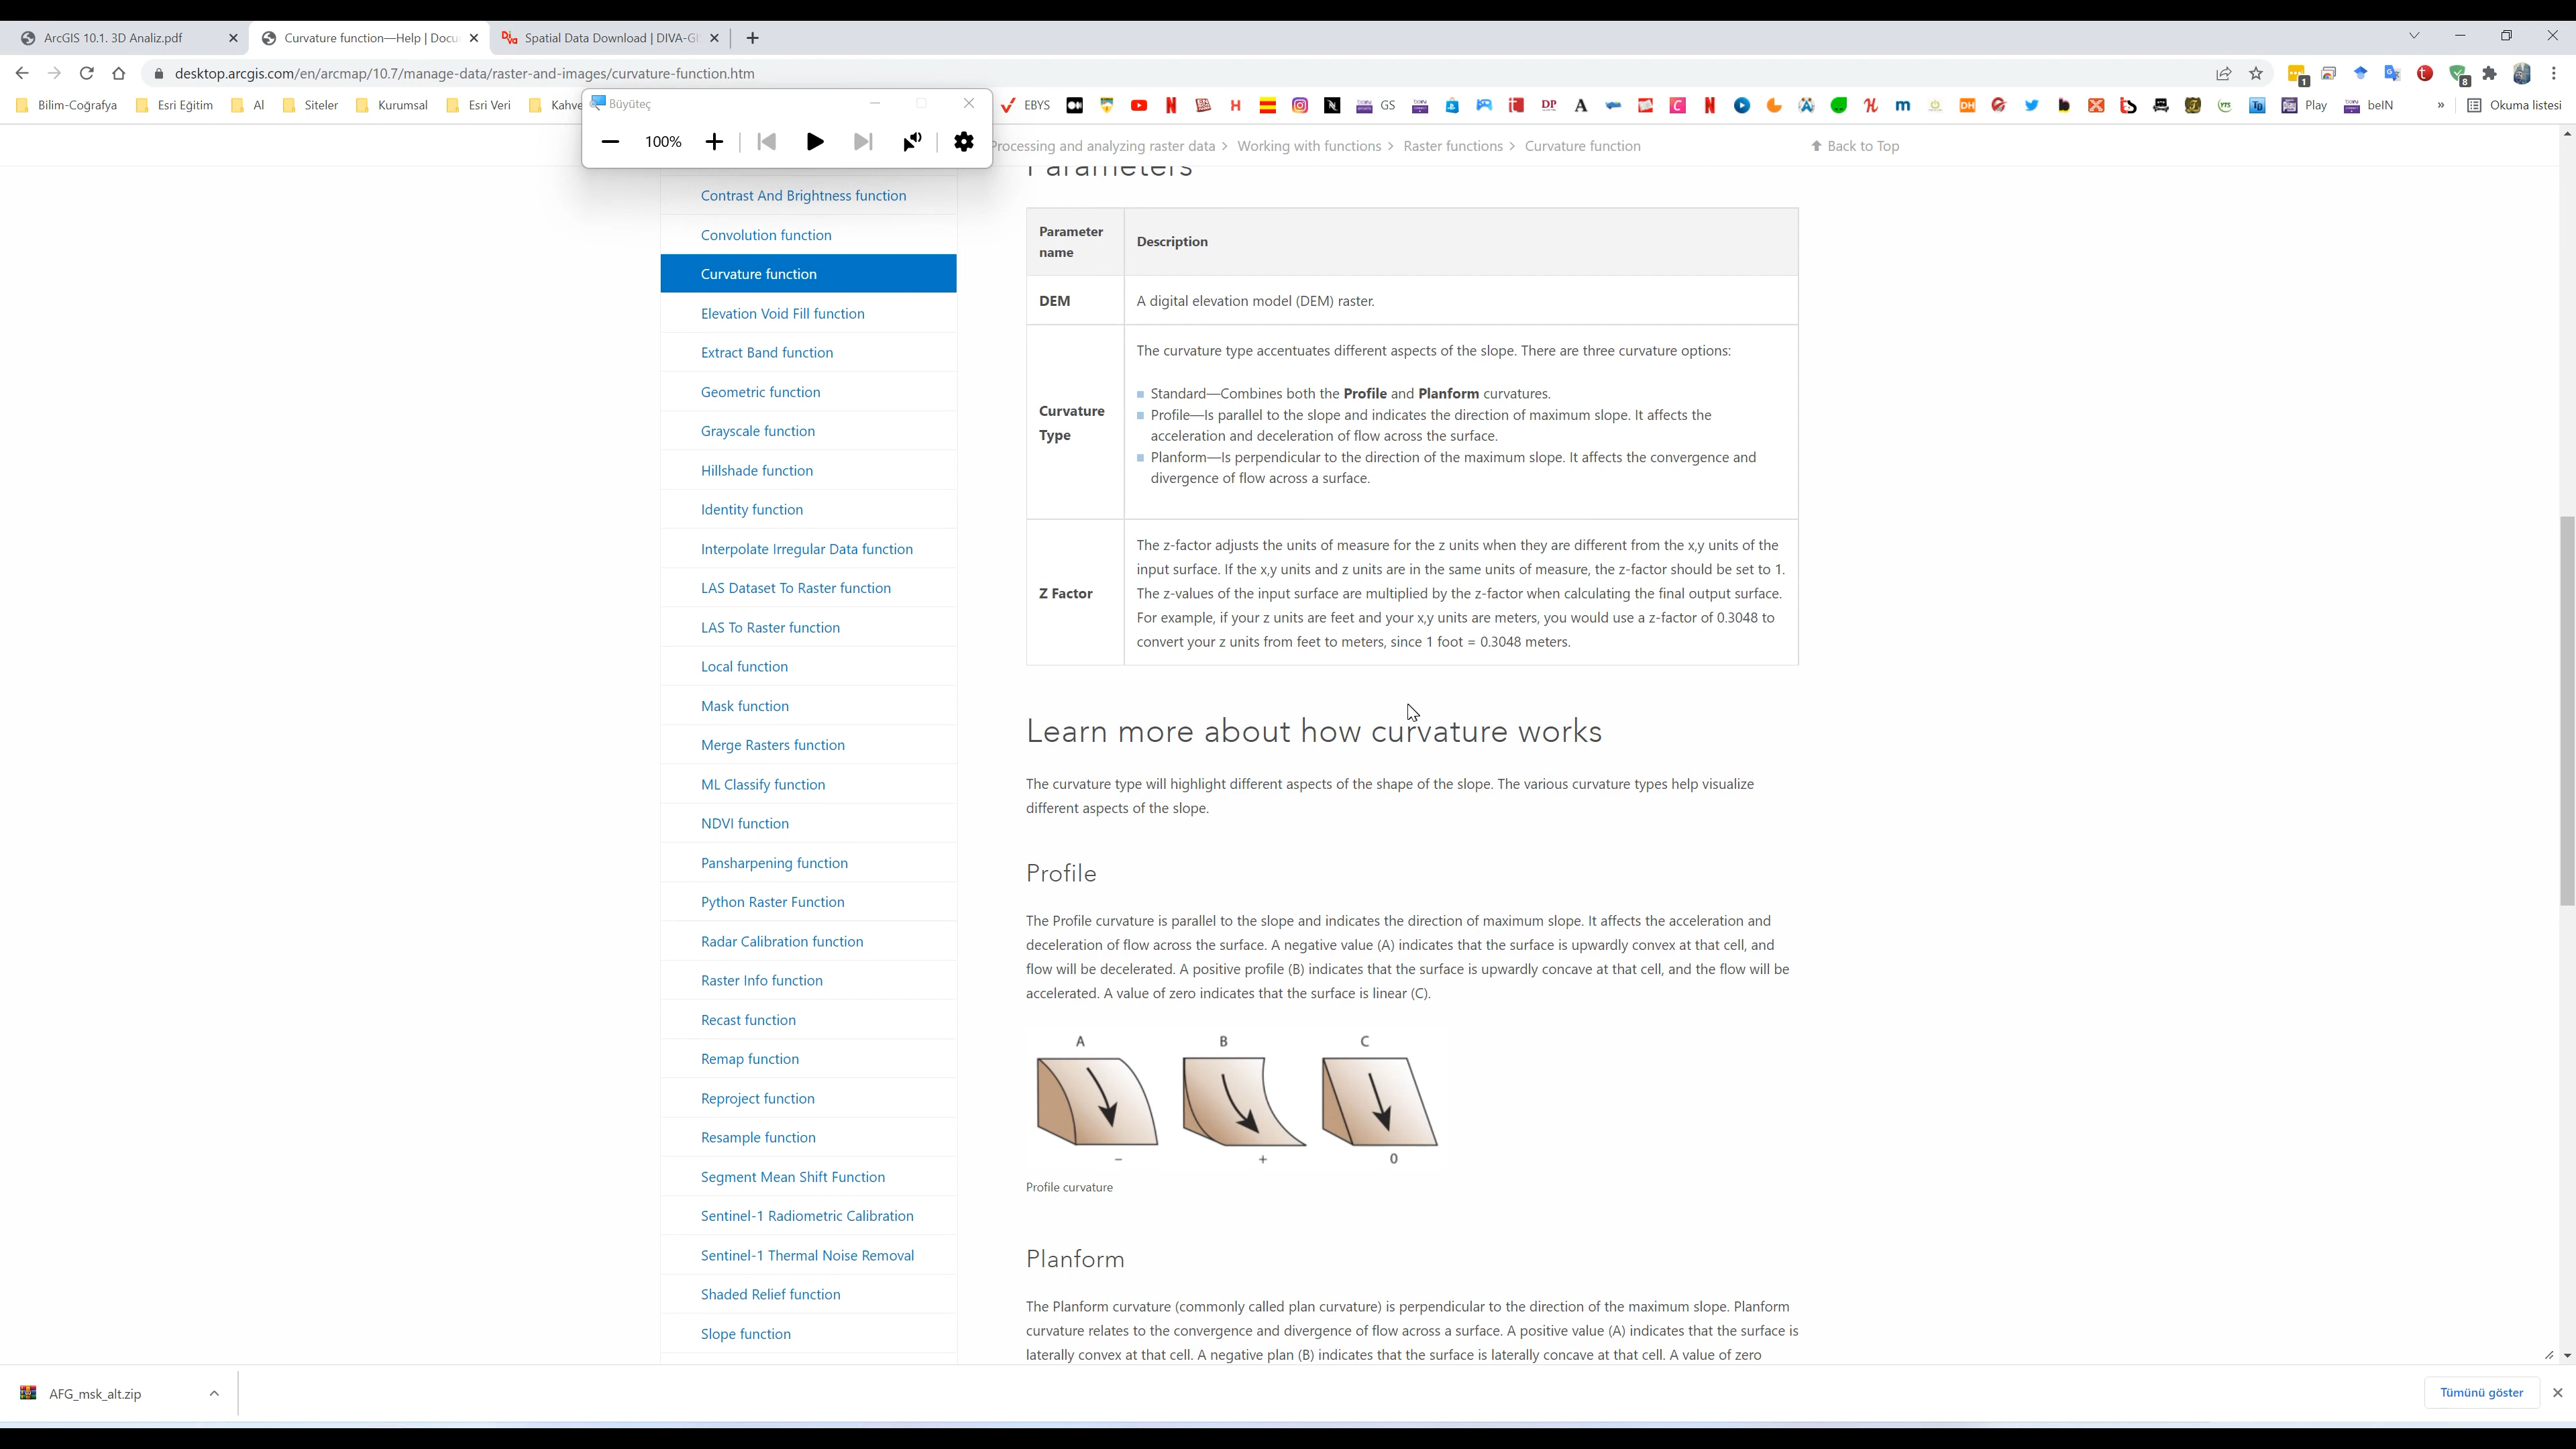 ArcGIS 10.1. 3D Analiz.pdf
Curvature function—Help | Docu
Spatial Data Download | DIVA-GI
desktop.arcgis.com/en/arcmap/10.7/manage-data/raster-and-images/curvature-function.htm
Bilim-Coğrafya
Esri Eğitim
AI
Siteler
Kurumsal
Esri Veri
Kahve
EBYS
GS
Play
beIN
Okuma listesi
Büyüteç
100%
Processing and analyzing raster data > Working with functions > Raster functions > Curvature function
Back to Top
Contrast And Brightness function
Convolution function
Curvature function
Elevation Void Fill function
Extract Band function
Geometric function
Grayscale function
Hillshade function
Identity function
Interpolate Irregular Data function
LAS Dataset To Raster function
LAS To Raster function
Local function
Mask function
Merge Rasters function
ML Classify function
NDVI function
Pansharpening function
Python Raster Function
Radar Calibration function
Raster Info function
Recast function
Remap function
Reproject function
Resample function
Segment Mean Shift Function
Sentinel-1 Radiometric Calibration
Sentinel-1 Thermal Noise Removal
Shaded Relief function
Slope function
Parameters
Parameter
name
Description
DEM
A digital elevation model (DEM) raster.
Curvature
Type
The curvature type accentuates different aspects of the slope. There are three curvature options:
Standard—Combines both the Profile and Planform curvatures.
Profile—Is parallel to the slope and indicates the direction of maximum slope. It affects the
acceleration and deceleration of flow across the surface.
Planform—Is perpendicular to the direction of the maximum slope. It affects the convergence and
divergence of flow across a surface.
Z Factor
The z-factor adjusts the units of measure for the z units when they are different from the x,y units of the
input surface. If the x,y units and z units are in the same units of measure, the z-factor should be set to 1.
The z-values of the input surface are multiplied by the z-factor when calculating the final output surface.
For example, if your z units are feet and your x,y units are meters, you would use a z-factor of 0.3048 to
convert your z units from feet to meters, since 1 foot = 0.3048 meters.
Learn more about how curvature works
The curvature type will highlight different aspects of the shape of the slope. The various curvature types help visualize
different aspects of the slope.
Profile
The Profile curvature is parallel to the slope and indicates the direction of maximum slope. It affects the acceleration and
deceleration of flow across the surface. A negative value (A) indicates that the surface is upwardly convex at that cell, and
flow will be decelerated. A positive profile (B) indicates that the surface is upwardly concave at that cell, and the flow will be
accelerated. A value of zero indicates that the surface is linear (C).
A B C
− + 0
Profile curvature
Planform
The Planform curvature (commonly called plan curvature) is perpendicular to the direction of the maximum slope. Planform
curvature relates to the convergence and divergence of flow across a surface. A positive value (A) indicates that the surface is
laterally convex at that cell. A negative plan (B) indicates that the surface is laterally concave at that cell. A value of zero
AFG_msk_alt.zip
Tümünü göster